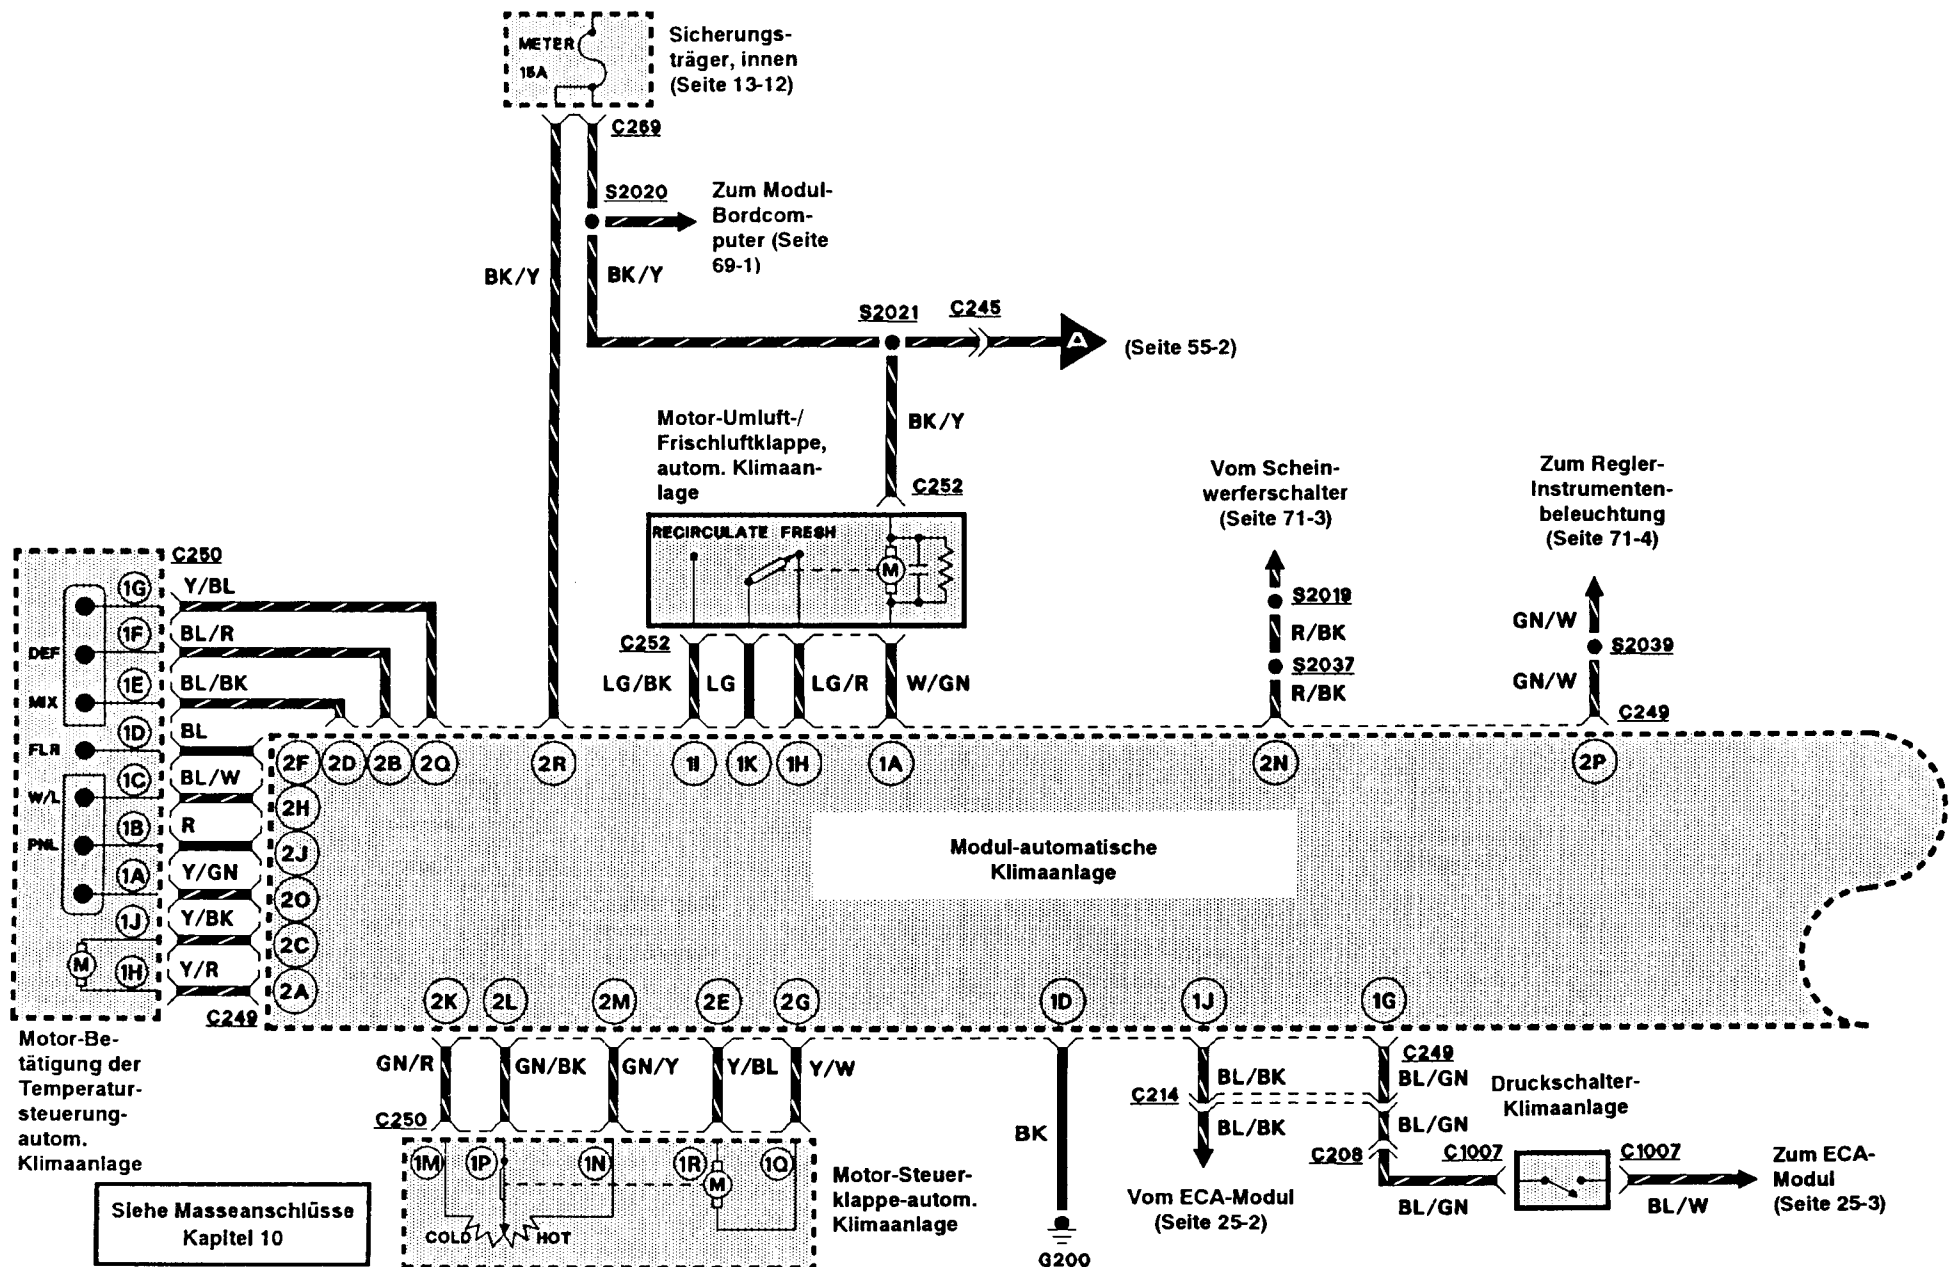 METER
15A
Sicherungs-
träger, innen
(Seite 13-12)
C269
S2020
Zum Modul-
Bordcom-
puter (Seite
69-1)
BK/Y
BK/Y
S2021
C245
A
(Seite 55-2)
Motor-Umluft-/
Frischluftklappe,
autom. Klimaan-
lage
BK/Y
C252
RECIRCULATE FRESH
M
C252
LG/BK
LG
LG/R
W/GN
Vom Schein-
werferschalter
(Seite 71-3)
S2019
R/BK
S2037
R/BK
Zum Regler-
Instrumenten-
beleuchtung
(Seite 71-4)
GN/W
S2039
GN/W
C249
C250
1G
Y/BL
1F
BL/R
DEF
1E
BL/BK
MIX
1D
BL
FLR
1C
BL/W
W/L
1B
R
PNL
1A
Y/GN
1J
Y/BK
M
1H
Y/R
C249
2F
2D
2B
2Q
2R
1I
1K
1H
1A
2N
2P
2H
2J
2O
2C
2A
Modul-automatische
Klimaanlage
2K
2L
2M
2E
2G
1D
1J
1G
Motor-Be-
tätigung der
Temperatur-
steuerung-
autom.
Klimaanlage
GN/R
GN/BK
GN/Y
Y/BL
Y/W
C250
1M
1P
1N
1R
1Q
M
COLD
HOT
Motor-Steuer-
klappe-autom.
Klimaanlage
BK
G200
C249
BL/BK
BL/GN
C214
BL/BK
BL/GN
Vom ECA-Modul
(Seite 25-2)
C208
BL/GN
Druckschalter-
Klimaanlage
C1007
C1007
BL/W
Zum ECA-
Modul
(Seite 25-3)
Siehe Masseanschlüsse
Kapitel 10